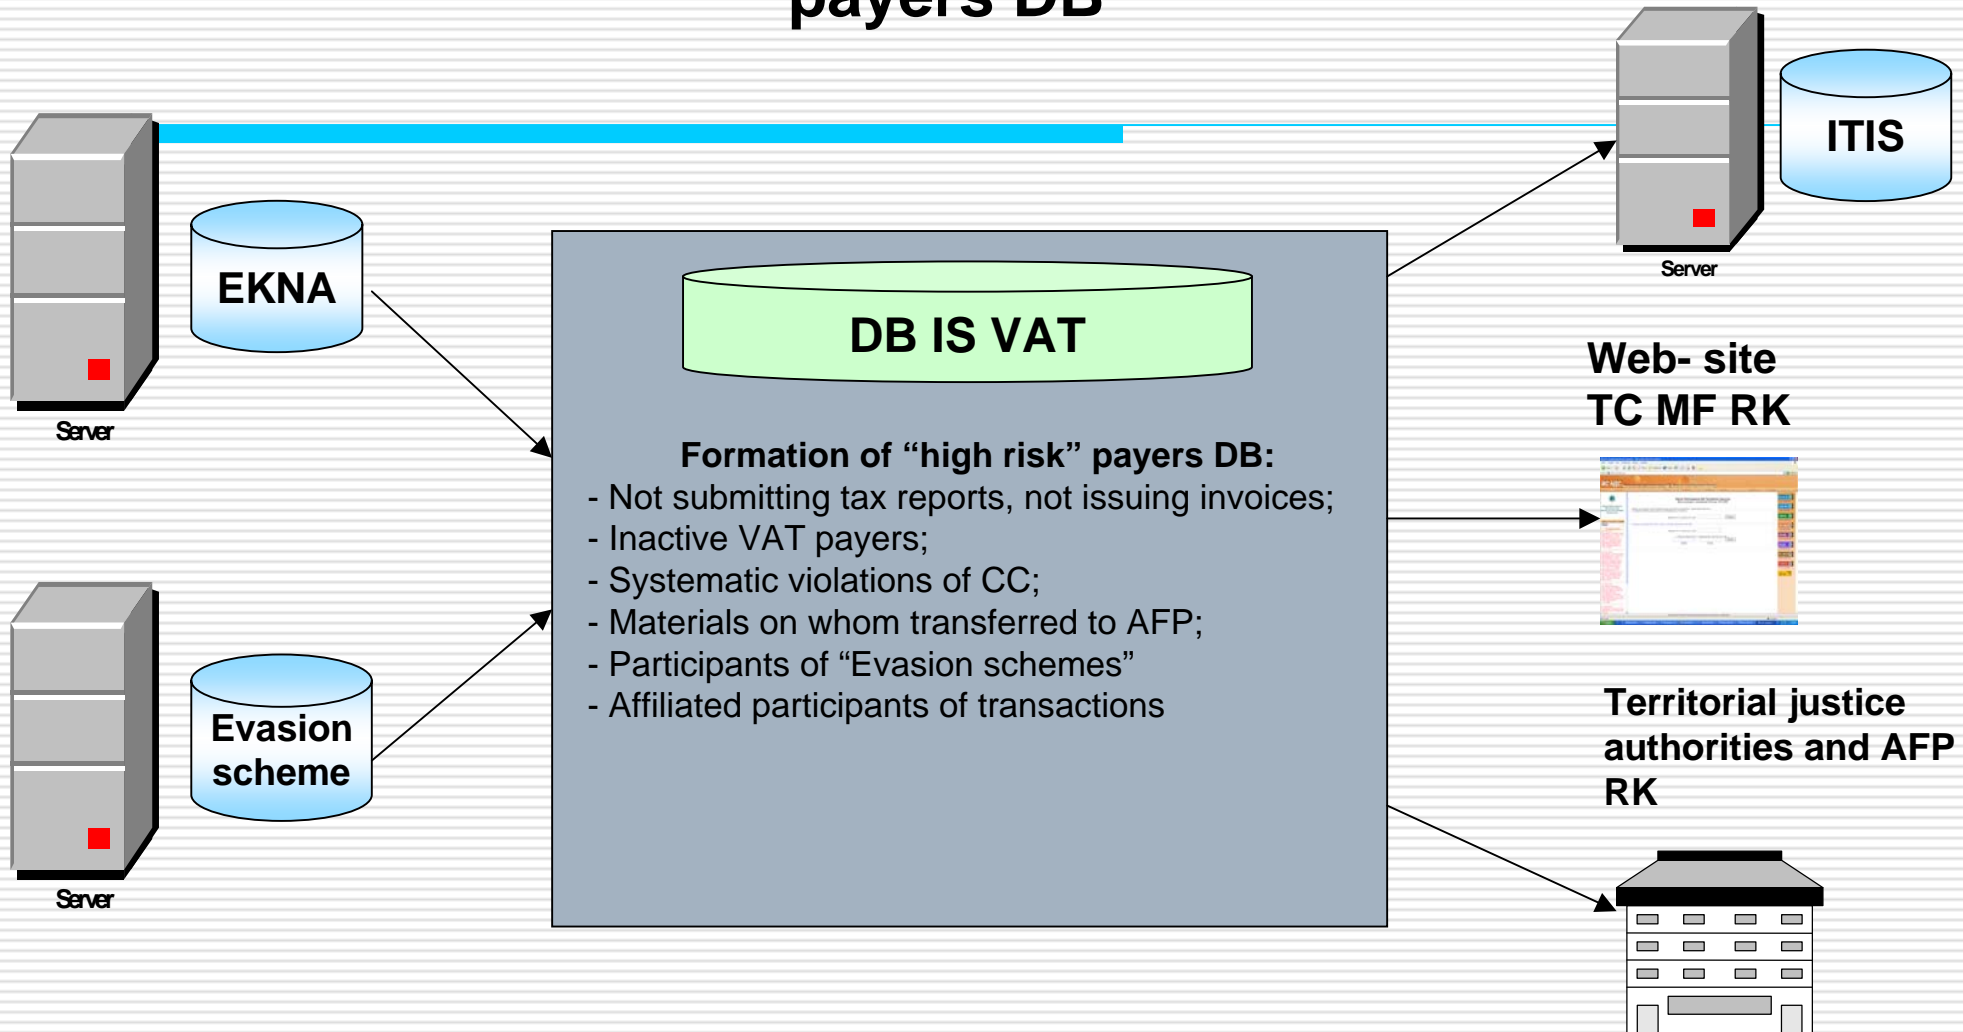 payers DB
ITIS
Server
EKNA
Server
DB IS VAT
Formation of “high risk” payers DB:
- Not submitting tax reports, not issuing invoices;
- Inactive VAT payers;
- Systematic violations of CC;
- Materials on whom transferred to AFP;
- Participants of “Evasion schemes”
- Affiliated participants of transactions
Web- site
TC MF RK
Evasion
scheme
Server
Territorial justice
authorities and AFP
RK